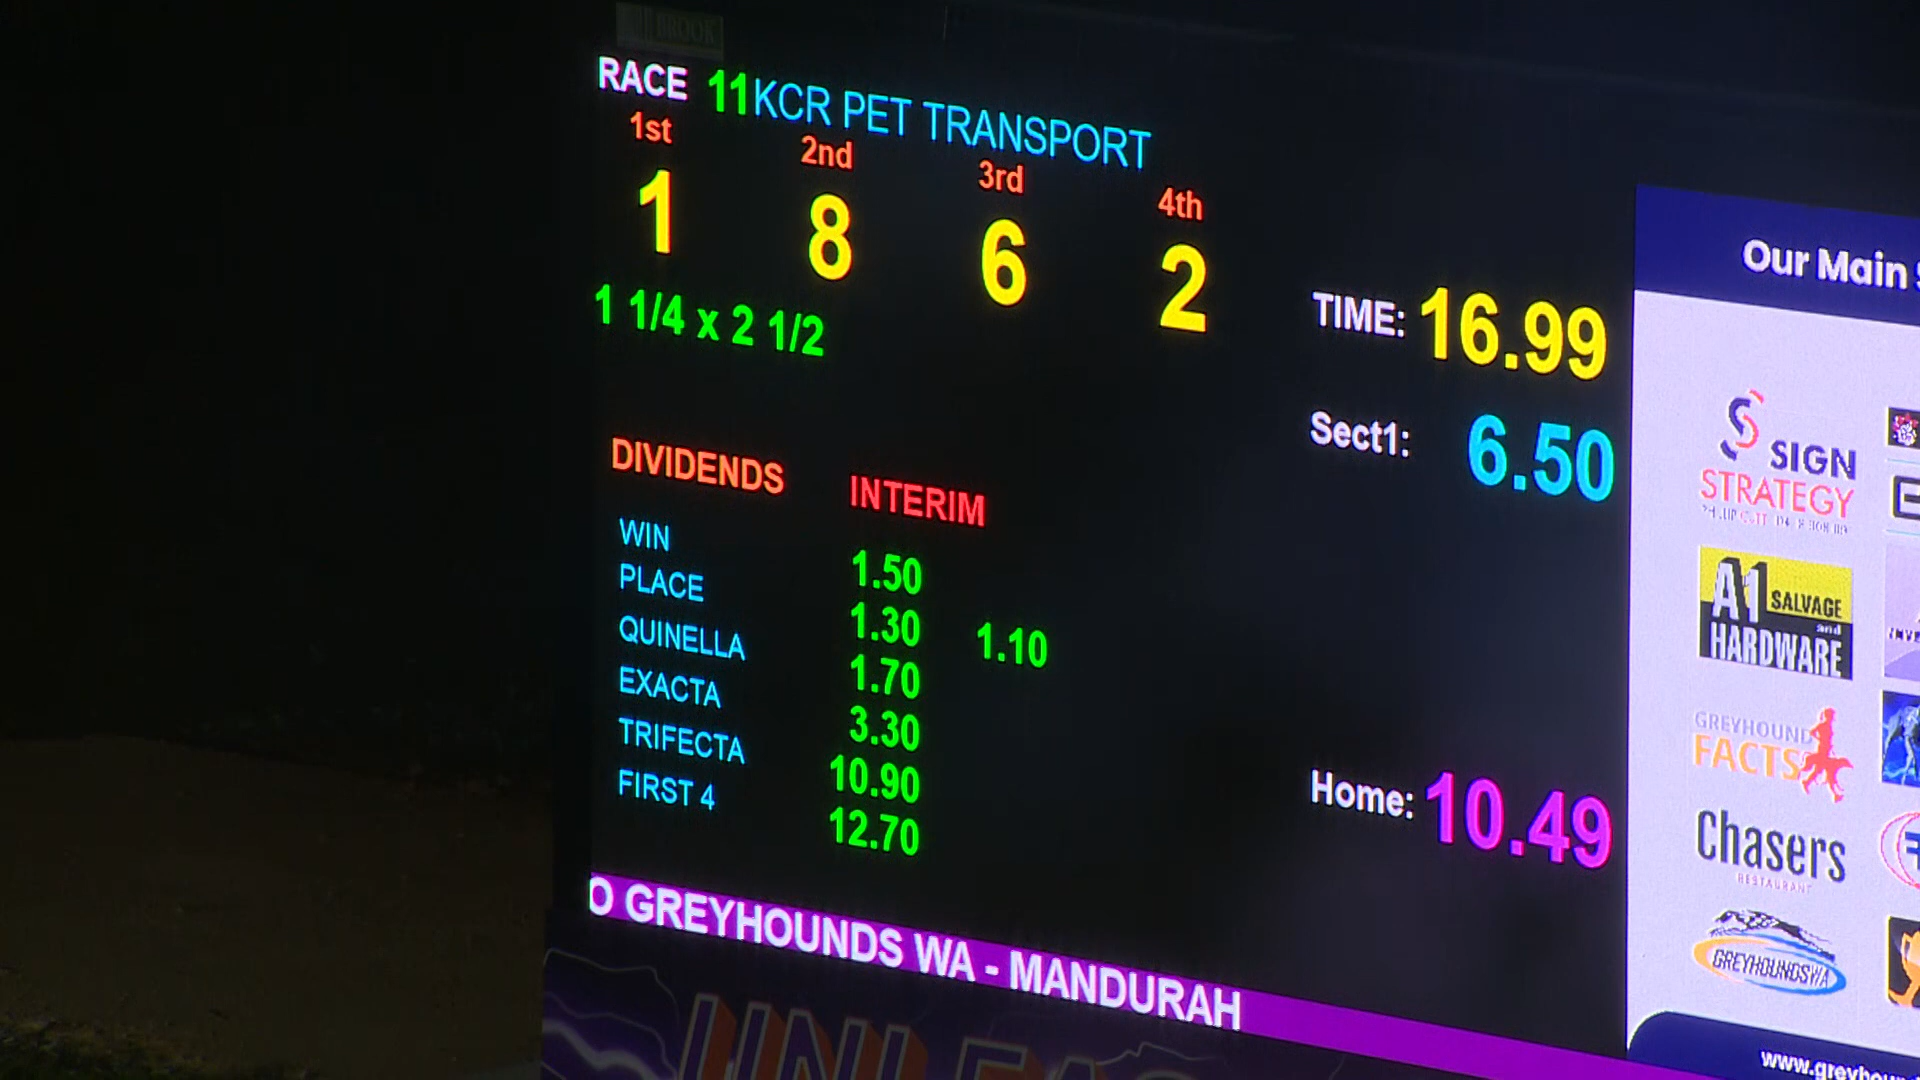 BROOK
RACE 11 KCR PET TRANSPORT
1st 2nd 3rd 4th
1 8 6 2
1 1/4 x 2 1/2
TIME: 16.99
Sect1: 6.50
Home: 10.49
DIVIDENDS INTERIM
WIN 1.50
PLACE 1.30 1.10
QUINELLA 1.70
EXACTA 3.30
TRIFECTA 10.90
FIRST 4 12.70
O GREYHOUNDS WA - MANDURAH
Our Main
SIGN
STRATEGY
A1 SALVAGE
and
HARDWARE
GREYHOUND
FACTS
Chasers
RESTAURANT
GREYHOUNDSWA
www.greyhoun